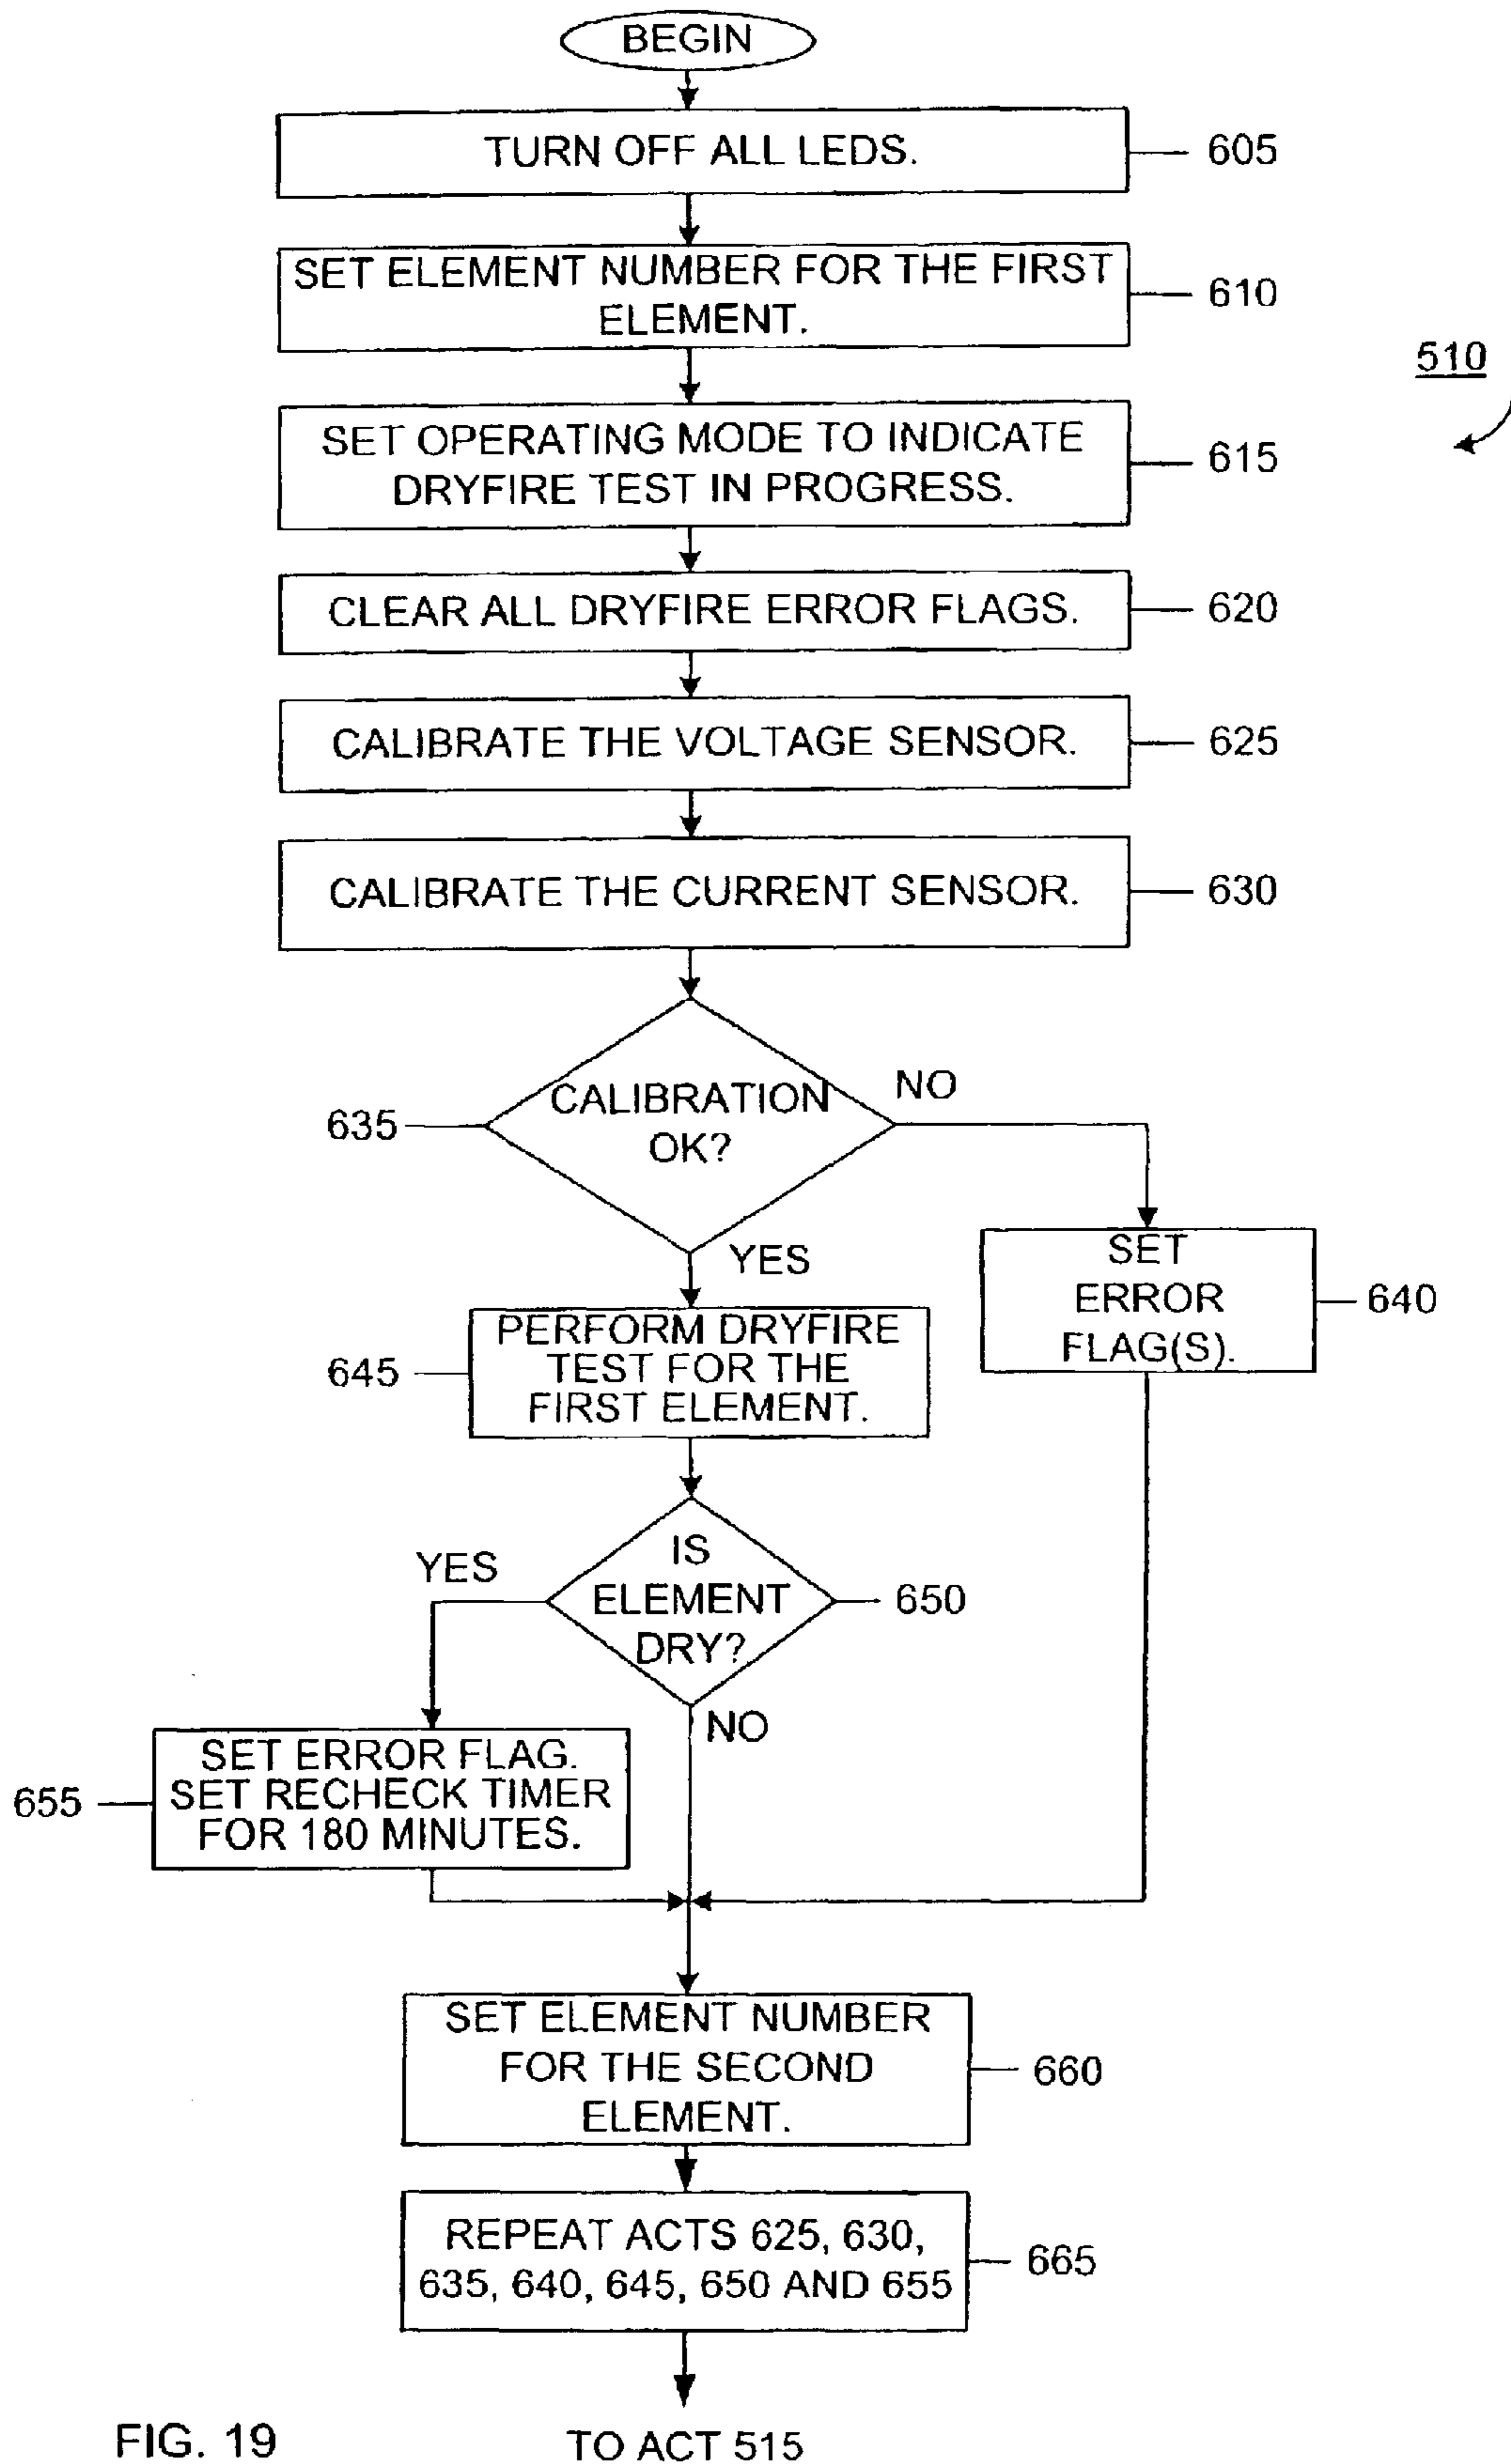 BEGIN
TURN OFF ALL LEDS.
605
SET ELEMENT NUMBER FOR THE FIRST
ELEMENT.
610
510
SET OPERATING MODE TO INDICATE
DRYFIRE TEST IN PROGRESS.
615
CLEAR ALL DRYFIRE ERROR FLAGS.
620
CALIBRATE THE VOLTAGE SENSOR.
625
CALIBRATE THE CURRENT SENSOR.
630
635
CALIBRATION
OK?
NO
YES
SET
ERROR
FLAG(S).
640
645
PERFORM DRYFIRE
TEST FOR THE
FIRST ELEMENT.
YES
IS
ELEMENT
DRY?
650
NO
655
SET ERROR FLAG.
SET RECHECK TIMER
FOR 180 MINUTES.
SET ELEMENT NUMBER
FOR THE SECOND
ELEMENT.
660
REPEAT ACTS 625, 630,
635, 640, 645, 650 AND 655
665
FIG. 19
TO ACT 515